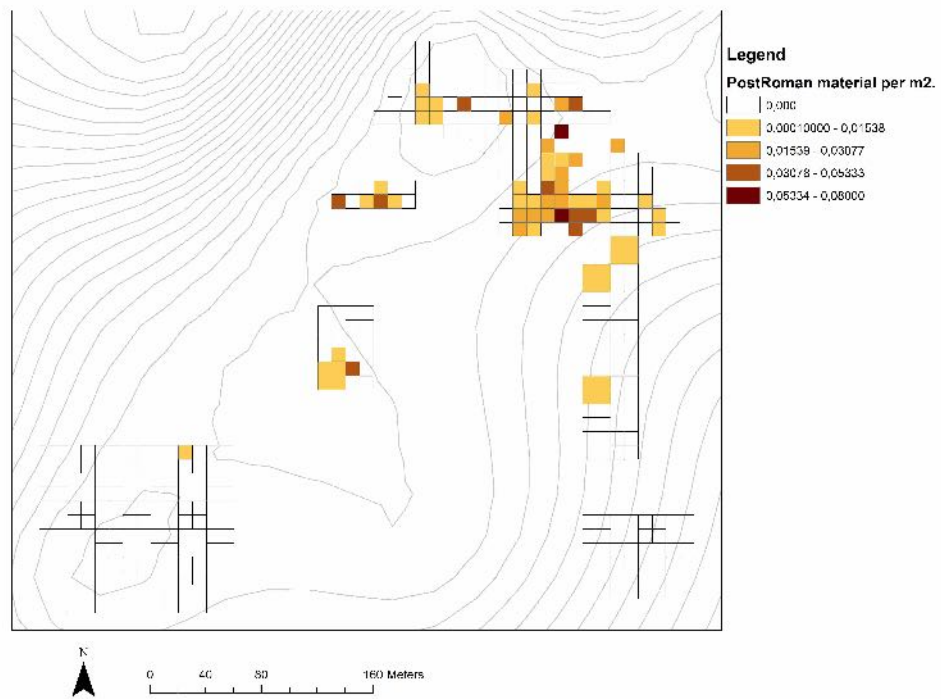 Legend
PostRoman material per m2.
0,000
0.00010000 - 0,01538
0,01539 - 0,03077
0,03078 - 0,05333
0,05334 - 0,08000
N
0 40 80 160 Meters